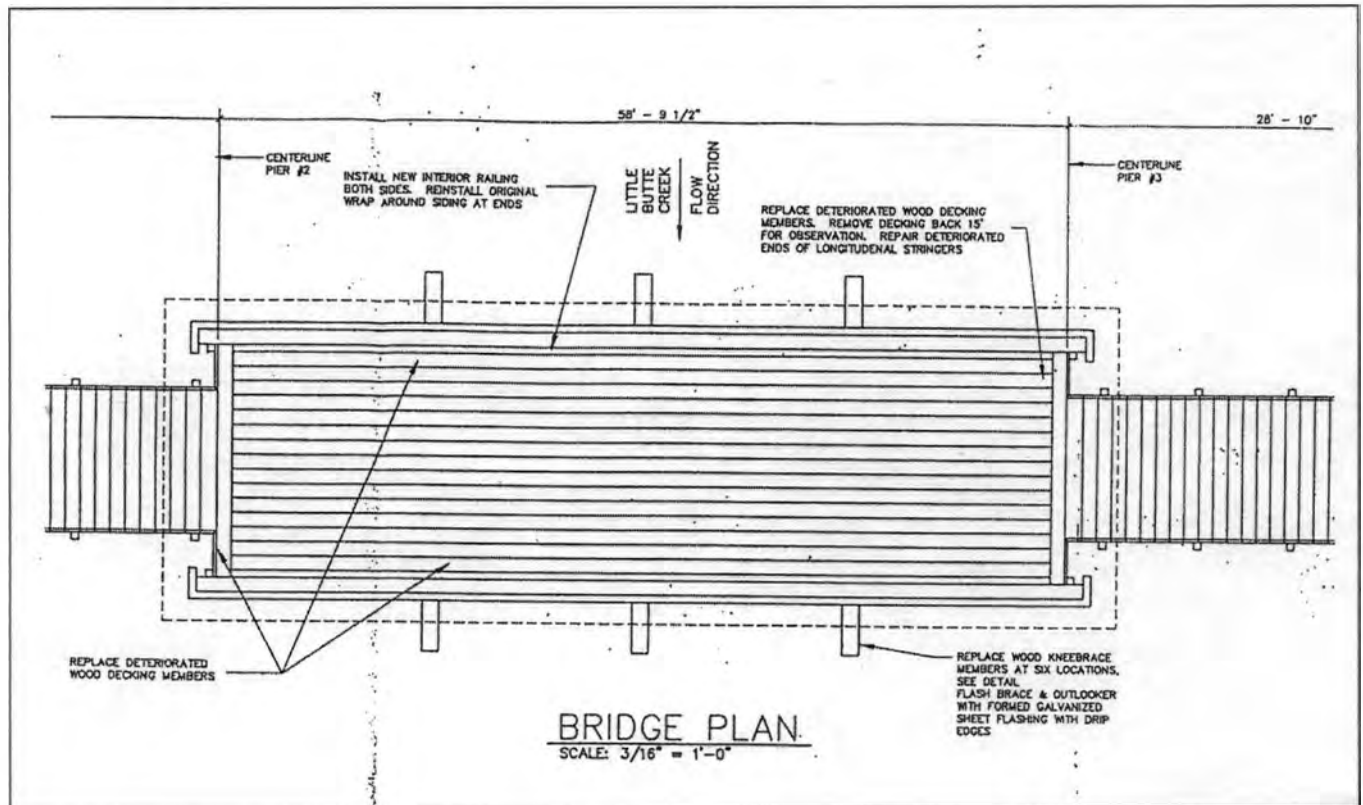 58' - 9 1/2"
28' - 10"
CENTERLINE
PIER #2
INSTALL NEW INTERIOR RAILING
BOTH SIDES. REINSTALL ORIGINAL
WRAP AROUND SIDING AT ENDS
LITTLE
BUTTE
CREEK
FLOW
DIRECTION
REPLACE DETERIORATED WOOD DECKING
MEMBERS. REMOVE DECKING BACK 15'
FOR OBSERVATION. REPAIR DETERIORATED
ENDS OF LONGITUDENAL STRINGERS
CENTERLINE
PIER #3
REPLACE DETERIORATED
WOOD DECKING MEMBERS
REPLACE WOOD KNEEBRACE
MEMBERS AT SIX LOCATIONS,
SEE DETAIL
FLASH BRACE & OUTLOOKER
WITH FORMED GALVANIZED
SHEET FLASHING WITH DRIP
EDGES
BRIDGE PLAN
SCALE: 3/16" = 1'-0"